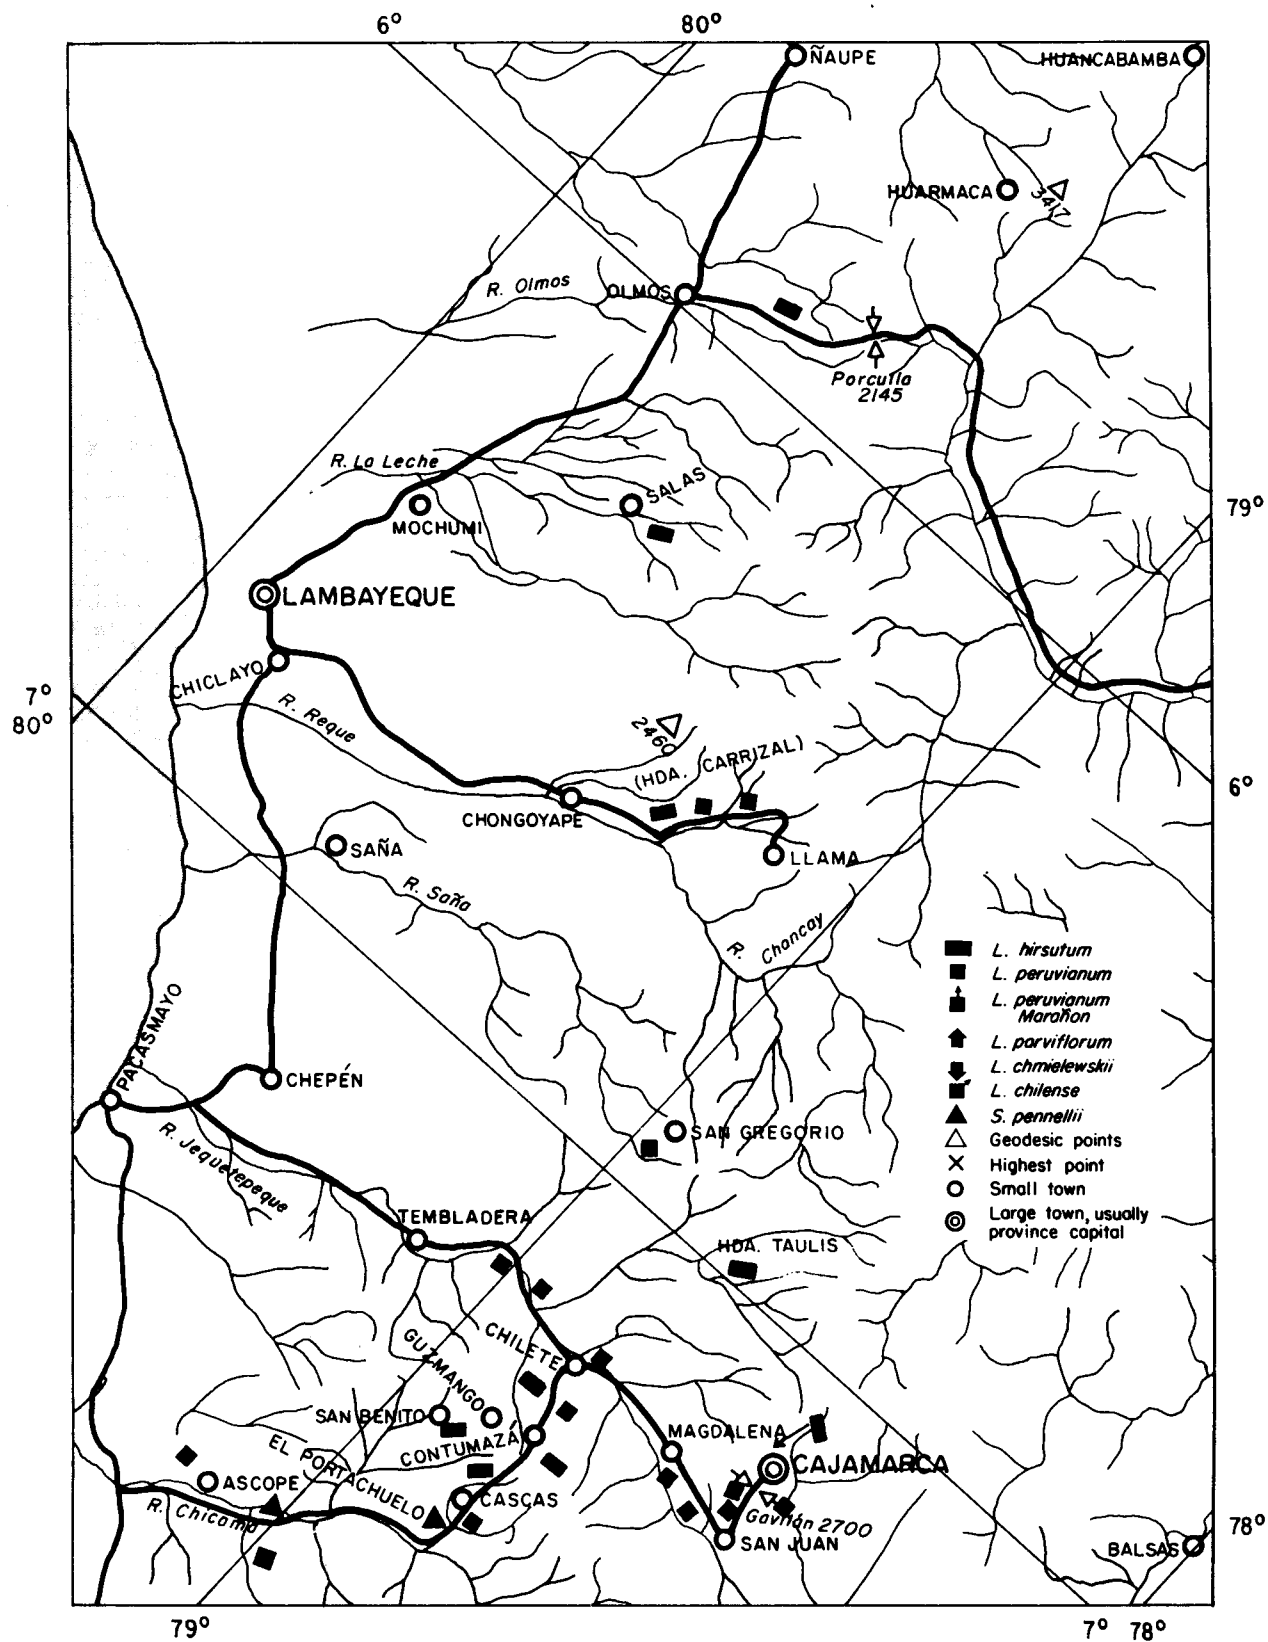 6° 80°
ÑAUPE
HUANCABAMBA
HUARMACA
3417
R. Olmos
OLMOS
Porculla
2145
R. La Leche
SALAS
MOCHUMI
79°
LAMBAYEQUE
CHICLAYO
7°
80°
R. Reque
2460
(HDA. CARRIZAL)
6°
CHONGOYAPE
SAÑA
LLAMA
R. Saña
R. Chancay
L. hirsutum
L. peruvianum
L. peruvianum
Marañon
L. parviflorum
L. chmielewskii
L. chilense
S. pennellii
Geodesic points
Highest point
Small town
Large town, usually
province capital
PACASMAYO
CHEPÉN
SAN GREGORIO
R. Jequetepeque
TEMBLADERA
HDA. TAULIS
CHILETE
GUZMANGO
SAN BENITO
CONTUMAZÁ
MAGDALENA
CAJAMARCA
EL PORTACHUELO
ASCOPE
CASCAS
R. Chicama
Gavilán 2700
SAN JUAN
BALSAS
78°
79°
7° 78°